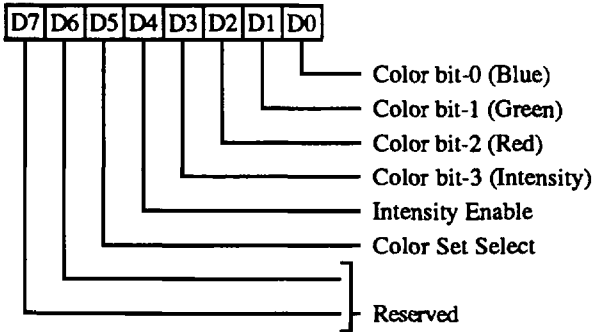 D7 D6 D5 D4 D3 D2 D1 D0
Color bit-0 (Blue)
Color bit-1 (Green)
Color bit-2 (Red)
Color bit-3 (Intensity)
Intensity Enable
Color Set Select
Reserved